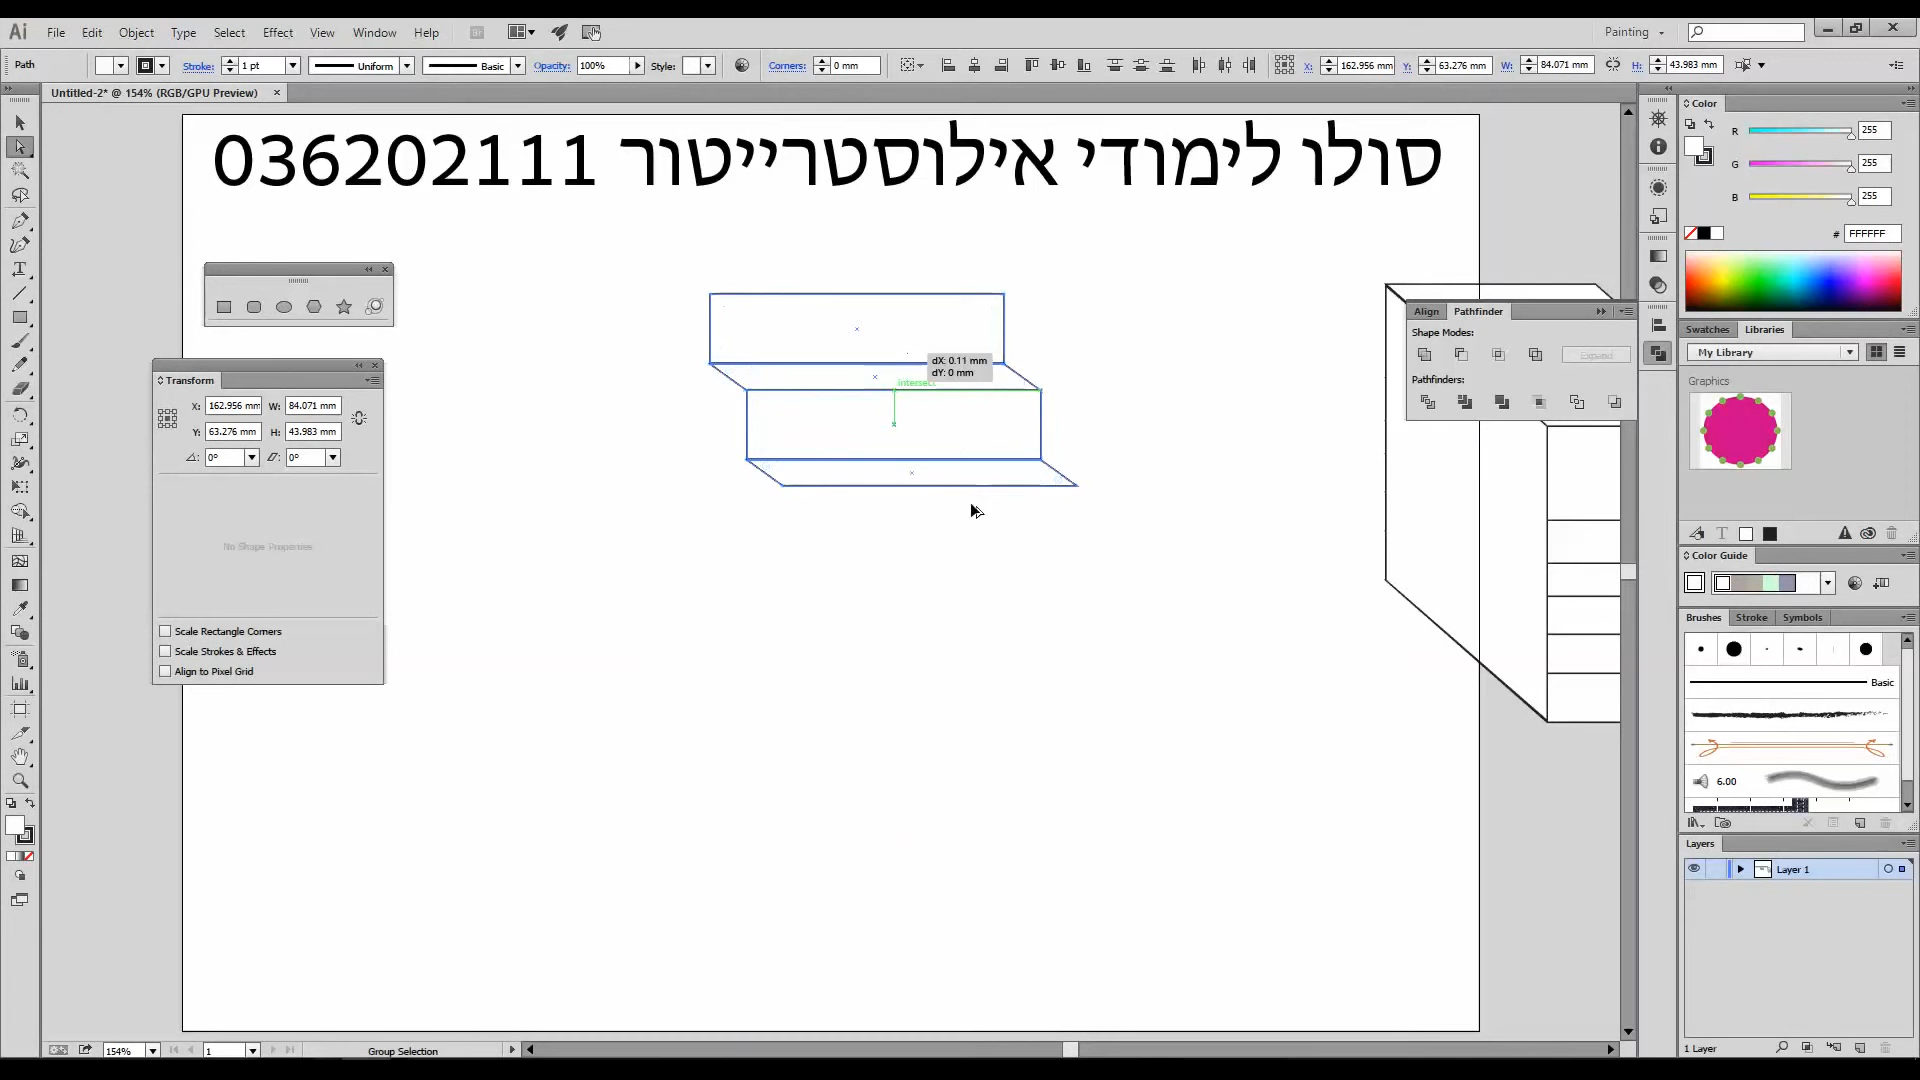 Ai File Edit Object Type Select Effect View Window Help Br Painting
Path Stroke: 1 pt Uniform Basic Opacity: 100% Style: Corners: 0 mm X: 162.956 mm Y: 63.276 mm W: 84.071 mm H: 43.983 mm
Untitled-2* @ 154% (RGB/GPU Preview)
סולו לימודי אילוסטרייטור 036202111
Transform
X: 162.956 mm W: 84.071 mm
Y: 63.276 mm H: 43.983 mm
0° 0°
No Shape Properties
Scale Rectangle Corners
Scale Strokes & Effects
Align to Pixel Grid
dX: 0.11 mm
dY: 0 mm
intersect
Align Pathfinder
Shape Modes:
Expand
Pathfinders:
Color
R 255
G 255
B 255
# FFFFFF
Swatches Libraries
My Library
Graphics
Color Guide
Brushes Stroke Symbols
Basic
6.00
Layers
Layer 1
1 Layer
154% 1 Group Selection